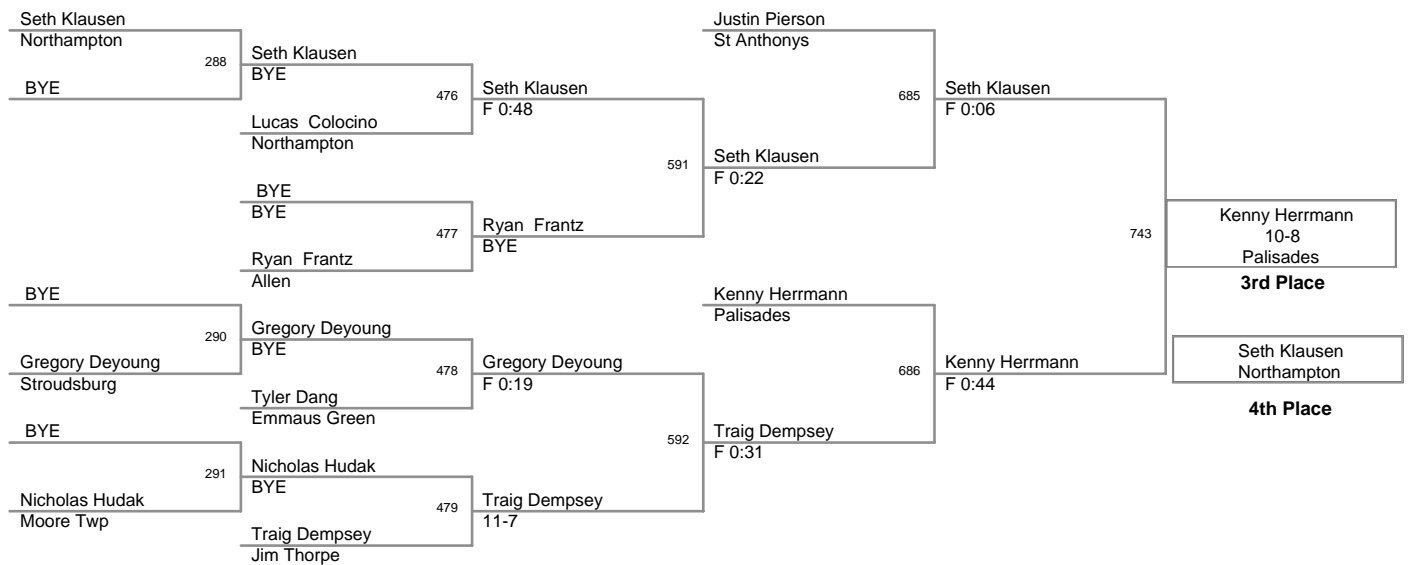 Seth Klausen
Northampton
288
BYE
Seth Klausen
BYE
476
Lucas Colocino
Northampton
Seth Klausen
F 0:48
BYE
BYE
477
Ryan Frantz
Allen
Ryan Frantz
BYE
591
Seth Klausen
F 0:22
Justin Pierson
St Anthonys
685
Seth Klausen
F 0:06
BYE
290
Gregory Deyoung
Stroudsburg
Gregory Deyoung
BYE
478
Tyler Dang
Emmaus Green
Gregory Deyoung
F 0:19
BYE
291
Nicholas Hudak
Moore Twp
Nicholas Hudak
BYE
479
Traig Dempsey
Jim Thorpe
Traig Dempsey
11-7
592
Traig Dempsey
F 0:31
Kenny Herrmann
Palisades
686
Kenny Herrmann
F 0:44
743
Kenny Herrmann
10-8
Palisades
3rd Place
Seth Klausen
Northampton
4th Place